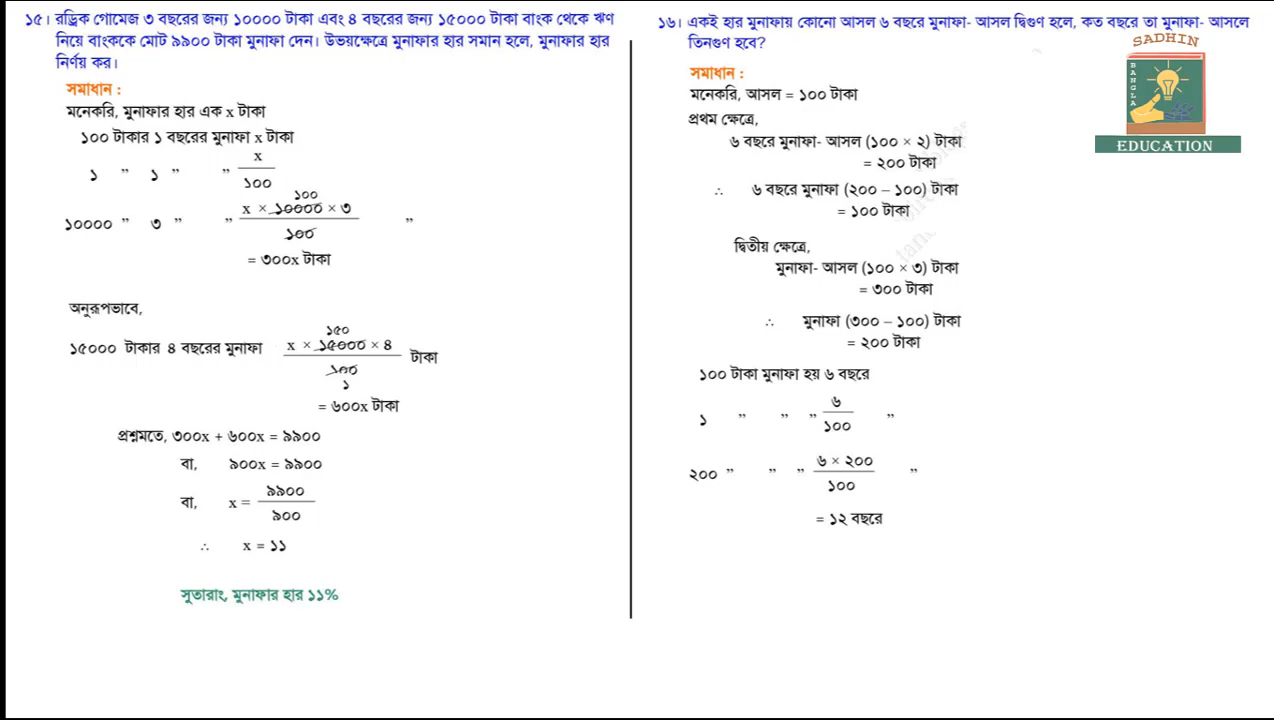 ১৫। রড্রিক গোমেজ ৩ বছরের জন্য ১০০০০ টাকা এবং ৪ বছরের জন্য ১৫০০০ টাকা বাংক থেকে ঋণ
নিয়ে বাংককে মোট ৯৯০০ টাকা মুনাফা দেন। উভয়ক্ষেত্রে মুনাফার হার সমান হলে, মুনাফার হার
নির্ণয় কর।
সমাধান :
মনেকরি, মুনাফার হার এক x টাকা
১০০ টাকার ১ বছরের মুনাফা x টাকা
১ ” ১ ” ” x
১০০
১০০
১০০০০ ” ৩ ” ” x × ১০০০০ × ৩ ”
১০০
= ৩০০x টাকা
অনুরূপভাবে,
১৫০
১৫০০০ টাকার ৪ বছরের মুনাফা x × ১৫০০০ × ৪ টাকা
১০০
১
= ৬০০x টাকা
প্রশ্নমতে, ৩০০x + ৬০০x = ৯৯০০
বা, ৯০০x = ৯৯০০
বা, x = ৯৯০০
৯০০
∴ x = ১১
সুতারাং, মুনাফার হার ১১%
১৬। একই হার মুনাফায় কোনো আসল ৬ বছরে মুনাফা- আসল দ্বিগুণ হলে, কত বছরে তা মুনাফা- আসলে
তিনগুণ হবে?
সমাধান :
মনেকরি, আসল = ১০০ টাকা
প্রথম ক্ষেত্রে,
৬ বছরে মুনাফা- আসল (১০০ × ২) টাকা
= ২০০ টাকা
∴ ৬ বছরে মুনাফা (২০০ – ১০০) টাকা
= ১০০ টাকা
দ্বিতীয় ক্ষেত্রে,
মুনাফা- আসল (১০০ × ৩) টাকা
= ৩০০ টাকা
∴ মুনাফা (৩০০ – ১০০) টাকা
= ২০০ টাকা
১০০ টাকা মুনাফা হয় ৬ বছরে
১ ” ” ” ৬ ”
১০০
২০০ ” ” ” ৬ × ২০০ ”
১০০
= ১২ বছরে
SADHIN
BANGLA
EDUCATION